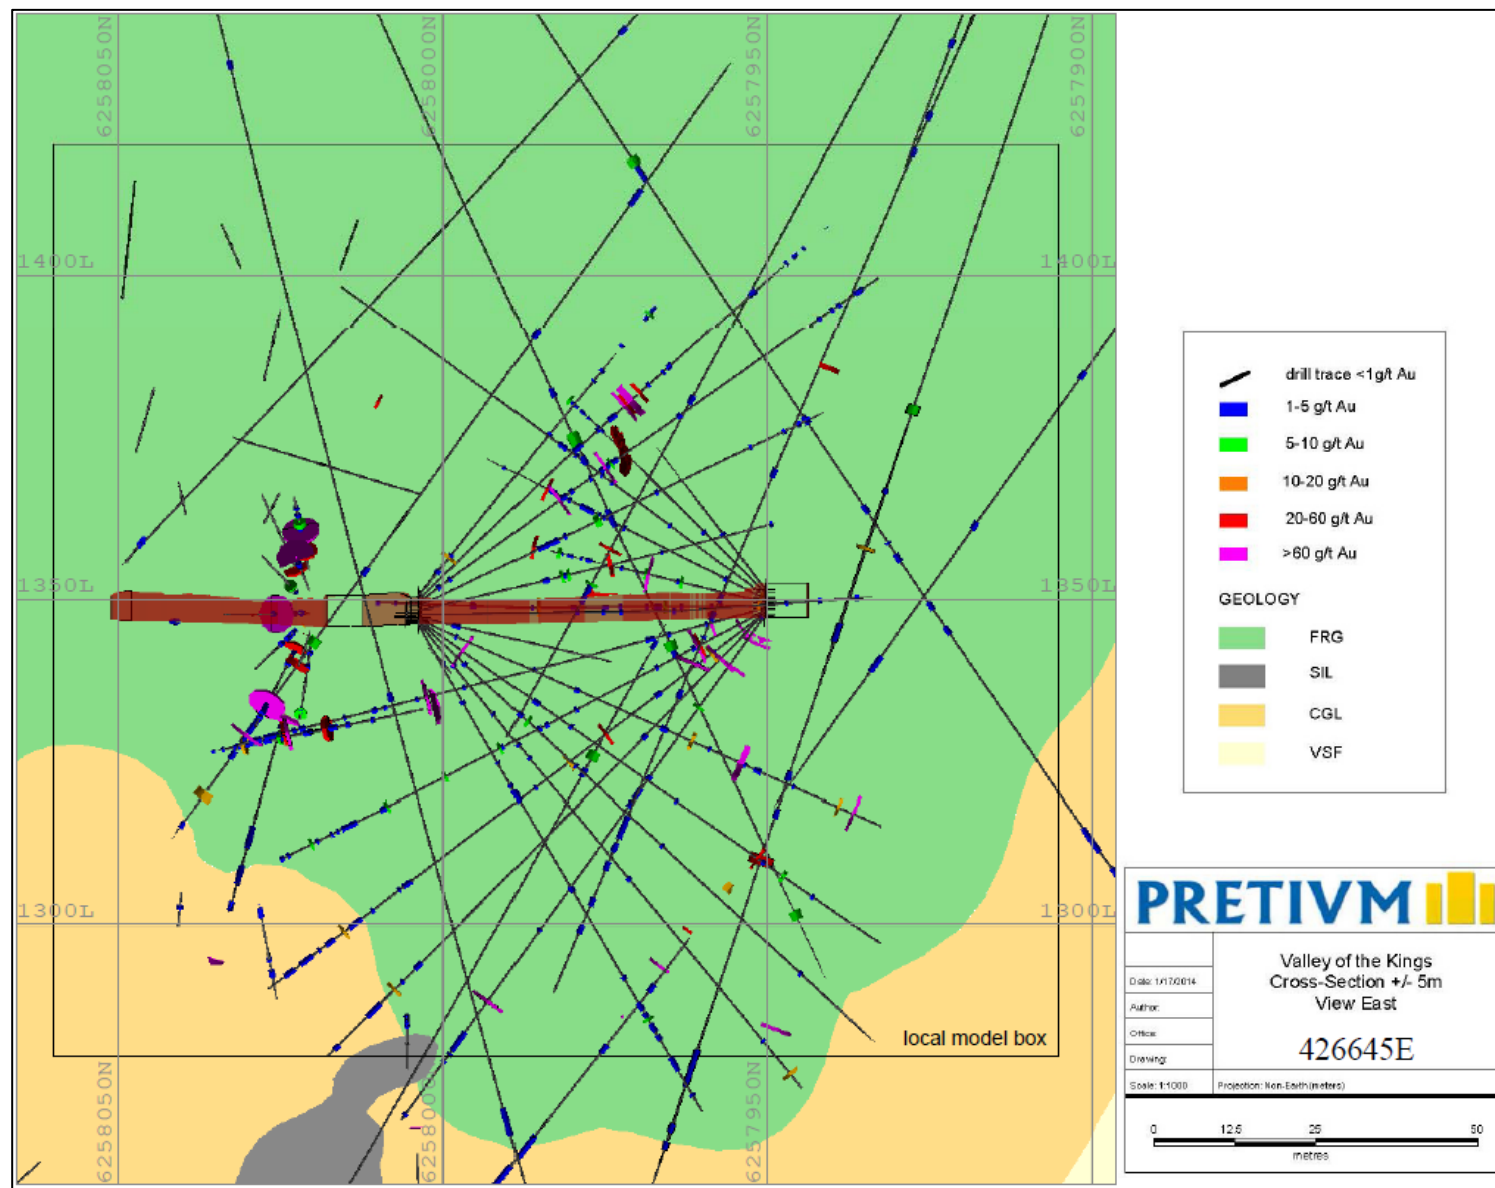 6258050N
6258000N
6257950N
6257900N
1400L
1400L
1350L
1350L
1300L
1300L
6258050N
6258000N
6257950N
local model box
drill trace <1g/t Au
1-5 g/t Au
5-10 g/t Au
10-20 g/t Au
20-60 g/t Au
>60 g/t Au
GEOLOGY
FRG
SIL
CGL
VSF
PRETIVM
Valley of the Kings
Cross-Section +/- 5m
View East
426645E
Date: 1/17/2014
Author:
Office:
Drawing:
Scale: 1:1000
Projection: Non-Earth (meters)
0 12.5 25 50
metres